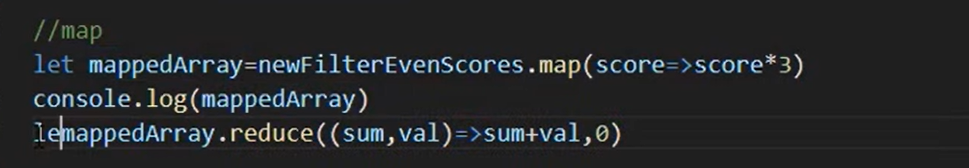 //map
let mappedArray=newFilterEvenScores.map(score=>score*3)
console.log(mappedArray)
lemappedArray.reduce((sum,val)=>sum+val,0)